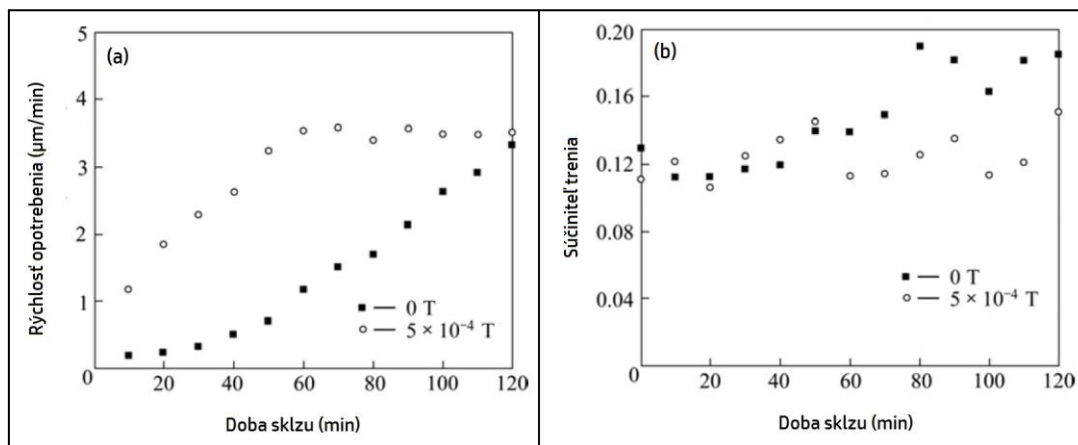 (a)
Rýchlosť opotrebenia (µm/min)
5
4
3
2
1
0
20
40
60
80
100
120
■ — 0 T
○ — 5 × 10⁻⁴ T
Doba sklzu (min)
(b)
Súčiniteľ trenia
0.20
0.16
0.12
0.08
0.04
0
20
40
60
80
100
120
■ — 0 T
○ — 5 × 10⁻⁴ T
Doba sklzu (min)